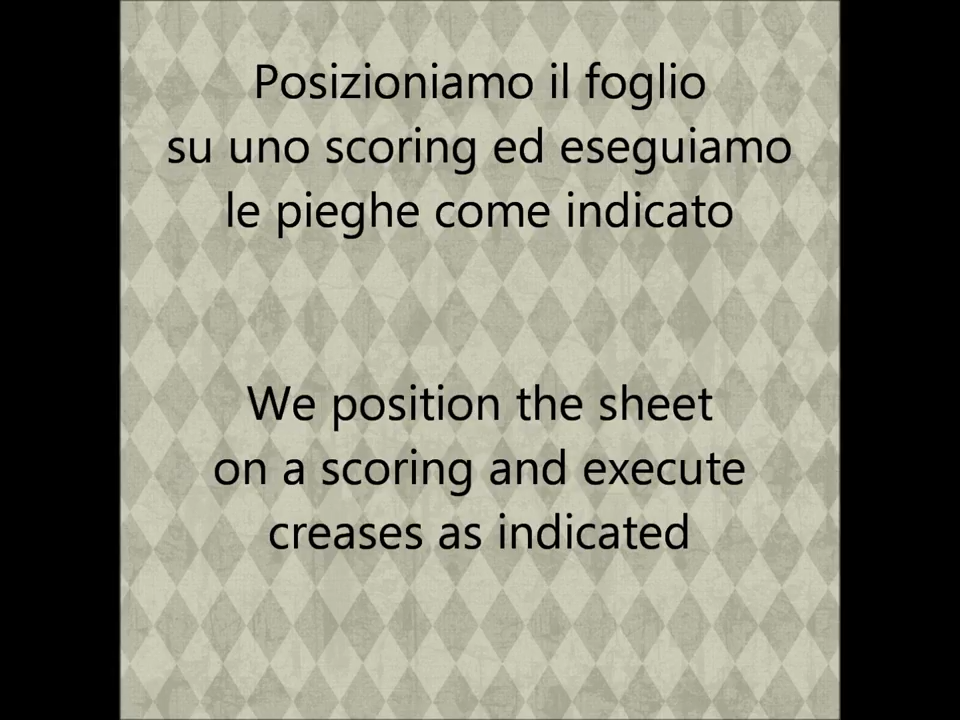 Posizioniamo il foglio
su uno scoring ed eseguiamo
le pieghe come indicato
We position the sheet
on a scoring and execute
creases as indicated